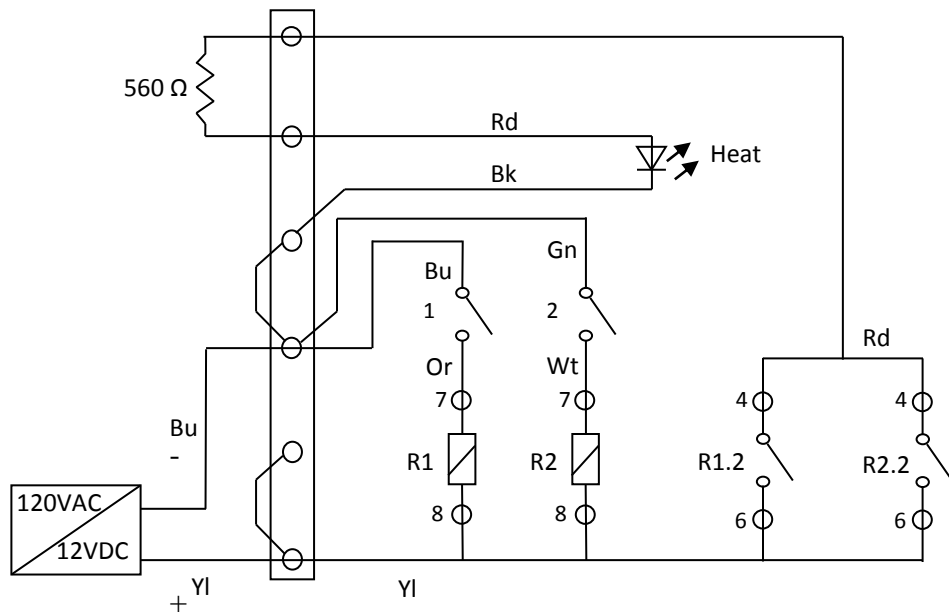 560 Ω
Rd
Heat
Bk
Gn
Bu
1
2
Or
Wt
Rd
7
7
4
4
Bu
-
R1
R2
R1.2
R2.2
120VAC
12VDC
8
8
6
6
Yl
Yl
+